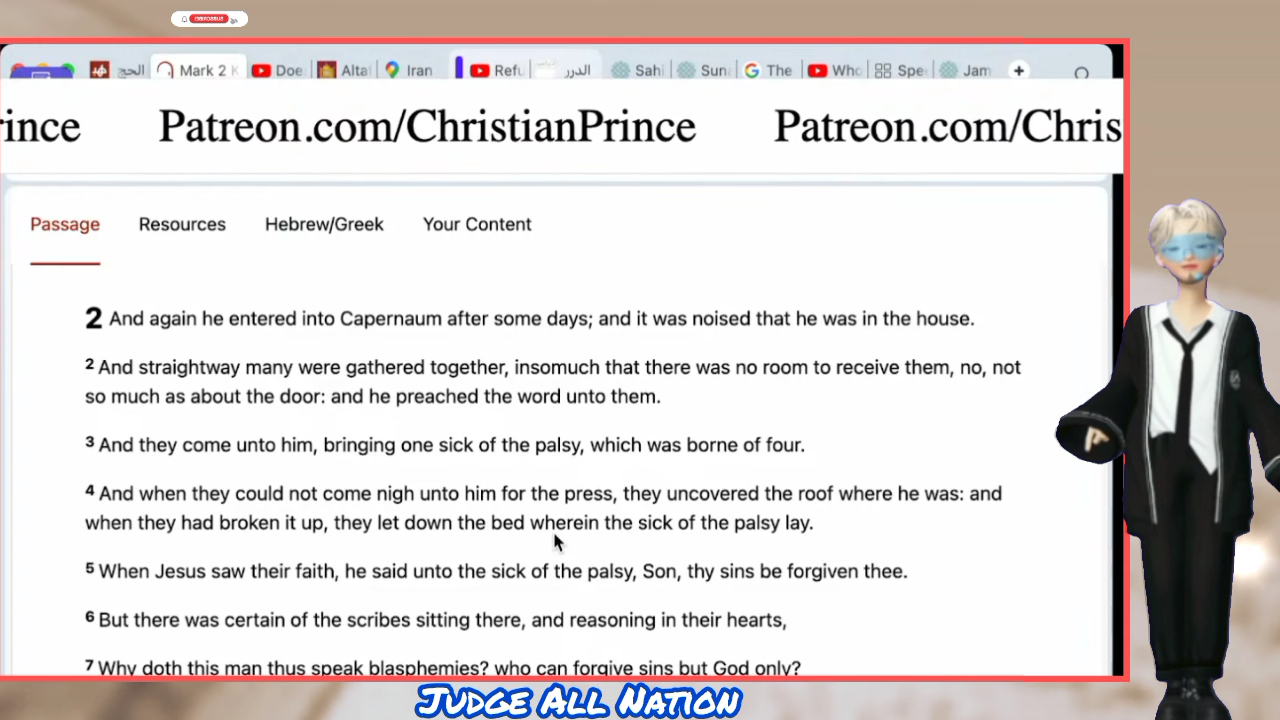 الحج
Mark 2 K
Doe
Alta
Iran
Refu
الدرر
Sahi
Suna
The
Who
Spe
Jam
rince Patreon.com/ChristianPrince Patreon.com/Chris
Passage Resources Hebrew/Greek Your Content
2 And again he entered into Capernaum after some days; and it was noised that he was in the house.
2 And straightway many were gathered together, insomuch that there was no room to receive them, no, not
so much as about the door: and he preached the word unto them.
3 And they come unto him, bringing one sick of the palsy, which was borne of four.
4 And when they could not come nigh unto him for the press, they uncovered the roof where he was: and
when they had broken it up, they let down the bed wherein the sick of the palsy lay.
5 When Jesus saw their faith, he said unto the sick of the palsy, Son, thy sins be forgiven thee.
6 But there was certain of the scribes sitting there, and reasoning in their hearts,
7 Why doth this man thus speak blasphemies? who can forgive sins but God only?
Judge All Nation